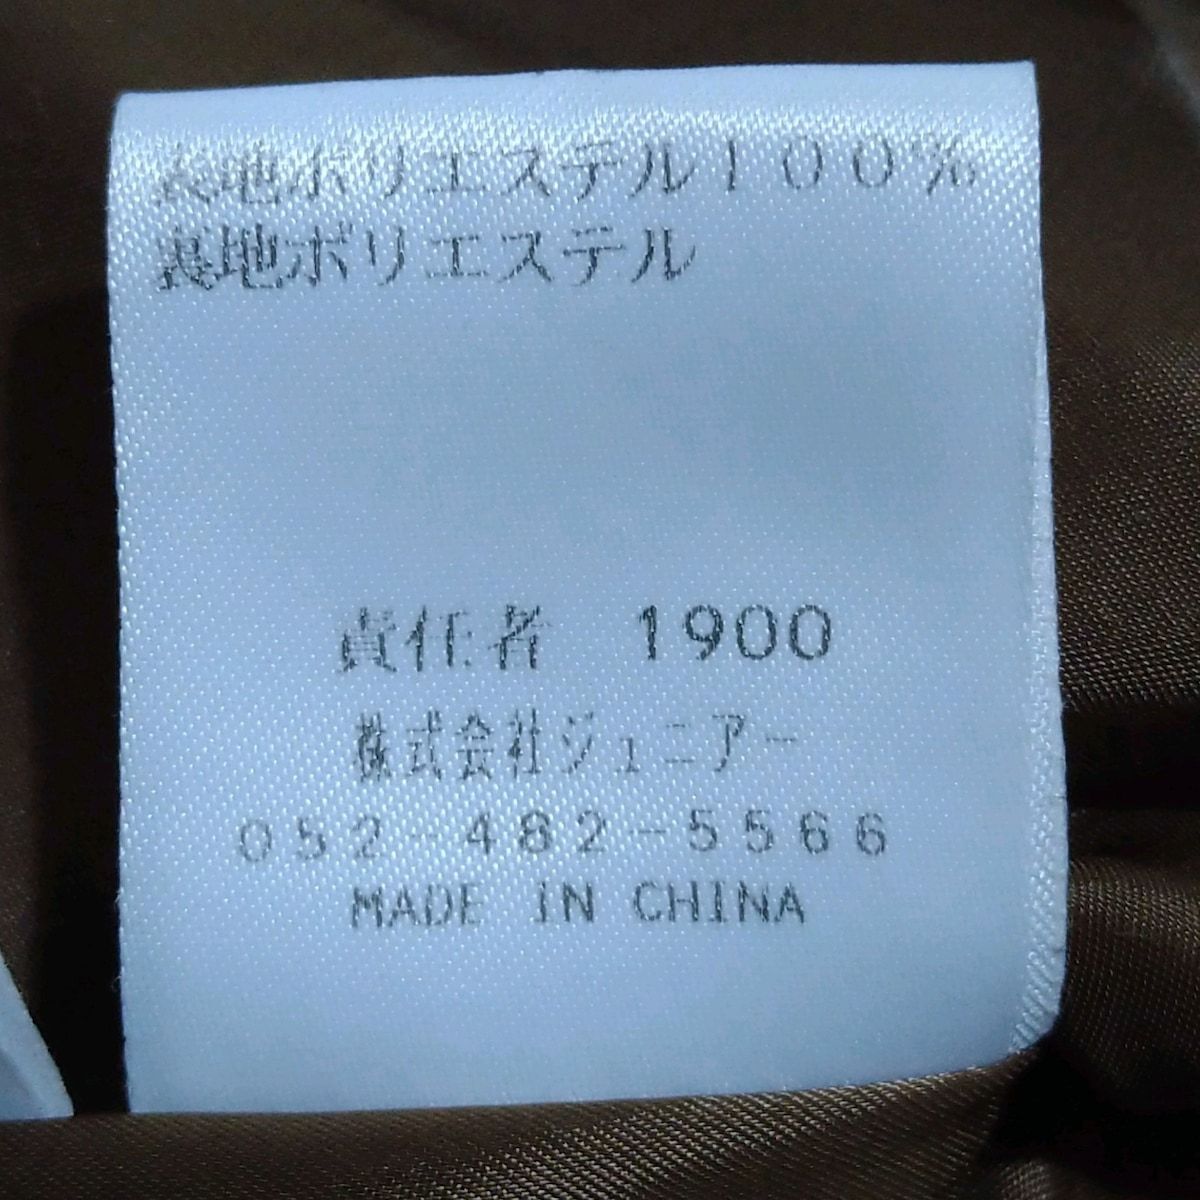 表地ポリエステル100%
裏地ポリエステル
責任者 1900
株式会社ジュニアー
052-482-5566
MADE IN CHINA